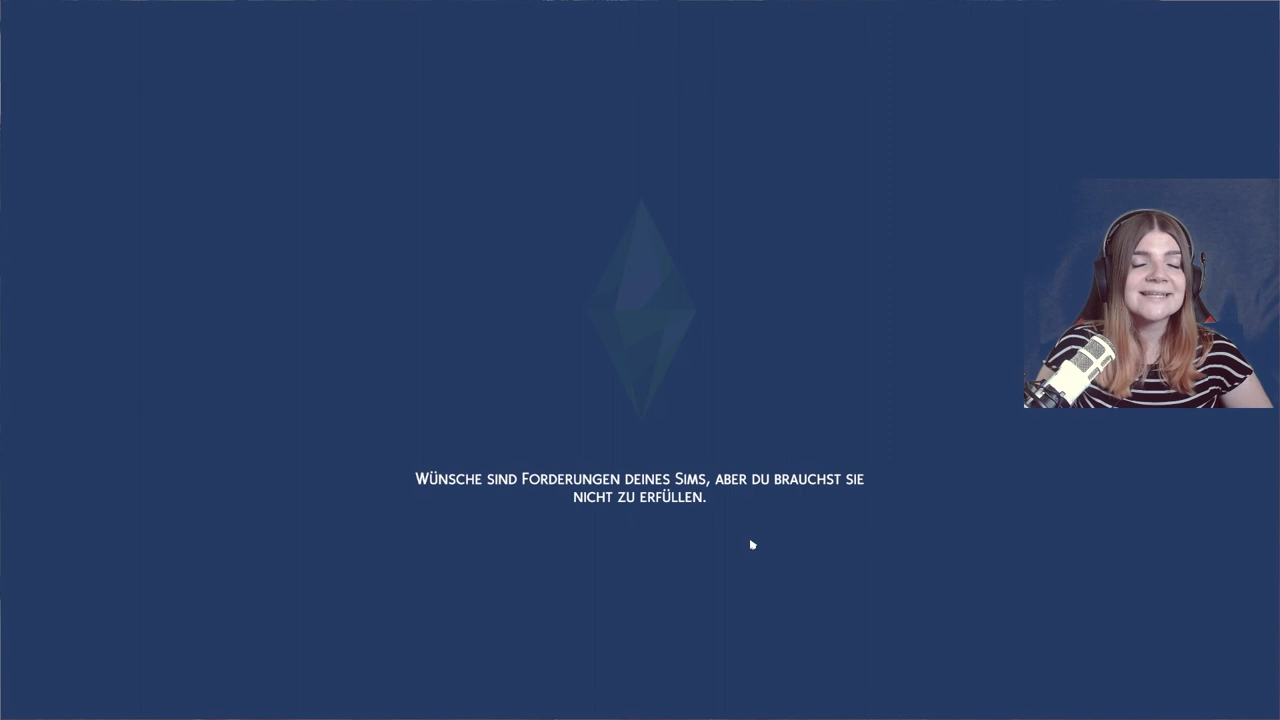 Wünsche sind Forderungen deines Sims, aber du brauchst sie
nicht zu erfüllen.